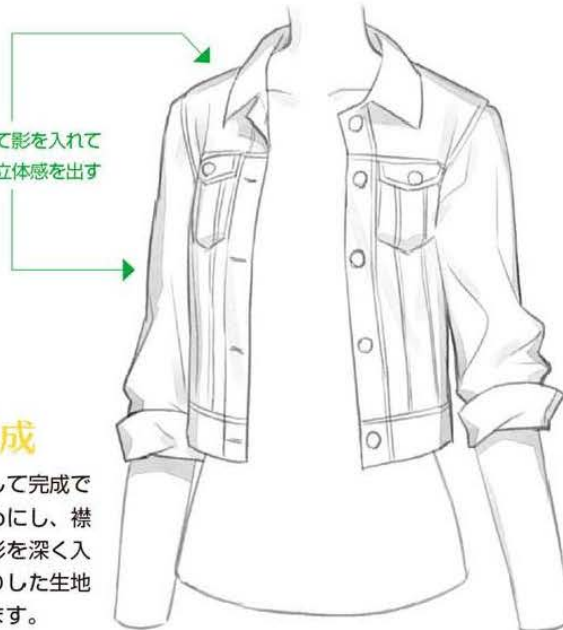 て影を入れて
立体感を出す
成
して完成で
めにし、襟
影を深く入
りした生地
ます。